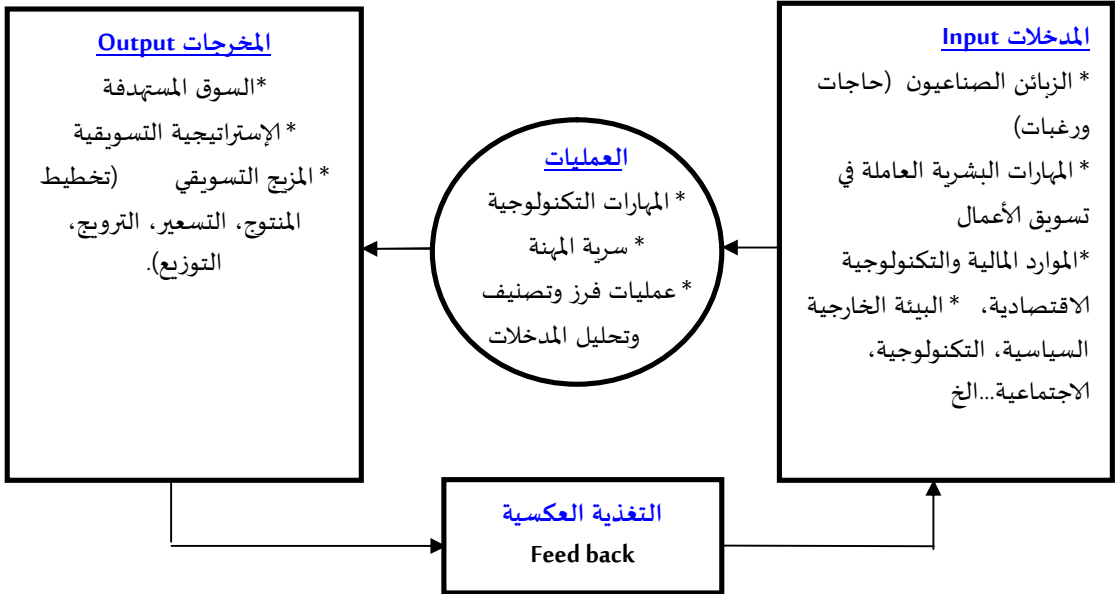 المدخلات Input
* الزبائن الصناعيون (حاجات
ورغبات)
* المهارات البشرية العاملة في
تسويق الأعمال
*الموارد المالية والتكنولوجية
الاقتصادية، * البيئة الخارجية
السياسية، التكنولوجية،
الاجتماعية...الخ
العمليات
* المهارات التكنولوجية
* سرية المهنة
* عمليات فرز وتصنيف
وتحليل المدخلات
المخرجات Output
*السوق المستهدفة
* الإستراتيجية التسويقية
* المزيج التسويقي (تخطيط
المنتوج، التسعير، الترويج،
التوزيع).
التغذية العكسية
Feed back